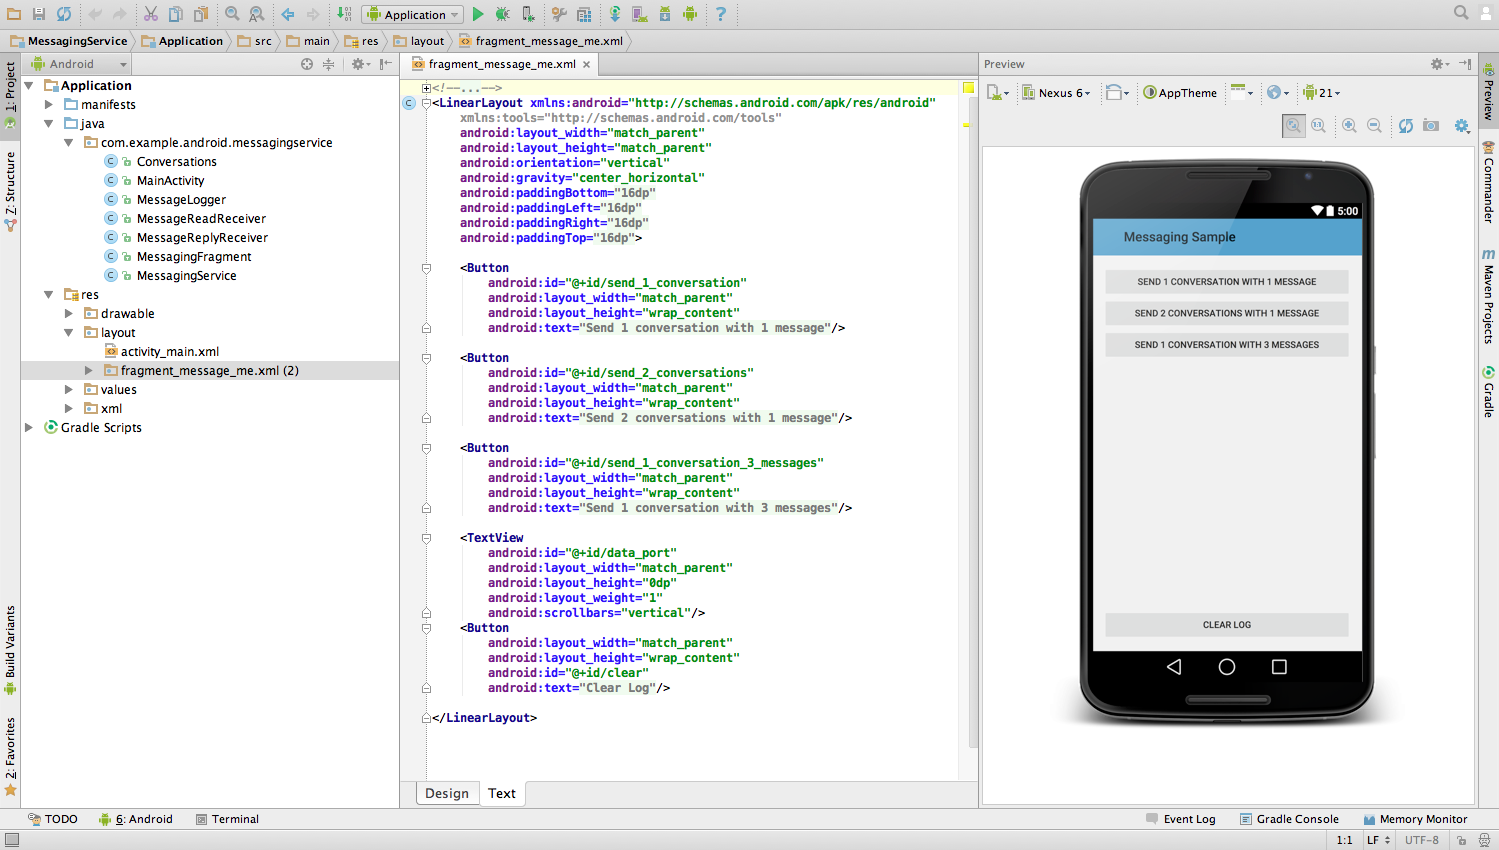 Application
MessagingService
Application
src
main
res
layout
fragment_message_me.xml
Android
fragment_message_me.xml
Preview
1: Project
Z: Structure
Build Variants
2: Favorites
Application
manifests
java
com.example.android.messagingservice
Conversations
MainActivity
MessageLogger
MessageReadReceiver
MessageReplyReceiver
MessagingFragment
MessagingService
res
drawable
layout
activity_main.xml
fragment_message_me.xml (2)
values
xml
Gradle Scripts
<!--...-->
<LinearLayout xmlns:android="http://schemas.android.com/apk/res/android"
xmlns:tools="http://schemas.android.com/tools"
android:layout_width="match_parent"
android:layout_height="match_parent"
android:orientation="vertical"
android:gravity="center_horizontal"
android:paddingBottom="16dp"
android:paddingLeft="16dp"
android:paddingRight="16dp"
android:paddingTop="16dp">
<Button
android:id="@+id/send_1_conversation"
android:layout_width="match_parent"
android:layout_height="wrap_content"
android:text="Send 1 conversation with 1 message"/>
<Button
android:id="@+id/send_2_conversations"
android:layout_width="match_parent"
android:layout_height="wrap_content"
android:text="Send 2 conversations with 1 message"/>
<Button
android:id="@+id/send_1_conversation_3_messages"
android:layout_width="match_parent"
android:layout_height="wrap_content"
android:text="Send 1 conversation with 3 messages"/>
<TextView
android:id="@+id/data_port"
android:layout_width="match_parent"
android:layout_height="0dp"
android:layout_weight="1"
android:scrollbars="vertical"/>
<Button
android:layout_width="match_parent"
android:layout_height="wrap_content"
android:id="@+id/clear"
android:text="Clear Log"/>
</LinearLayout>
Design
Text
Nexus 6
AppTheme
21
5:00
Messaging Sample
SEND 1 CONVERSATION WITH 1 MESSAGE
SEND 2 CONVERSATIONS WITH 1 MESSAGE
SEND 1 CONVERSATION WITH 3 MESSAGES
CLEAR LOG
Preview
Commander
Maven Projects
Gradle
TODO
6: Android
Terminal
Event Log
Gradle Console
Memory Monitor
1:1
LF
UTF-8